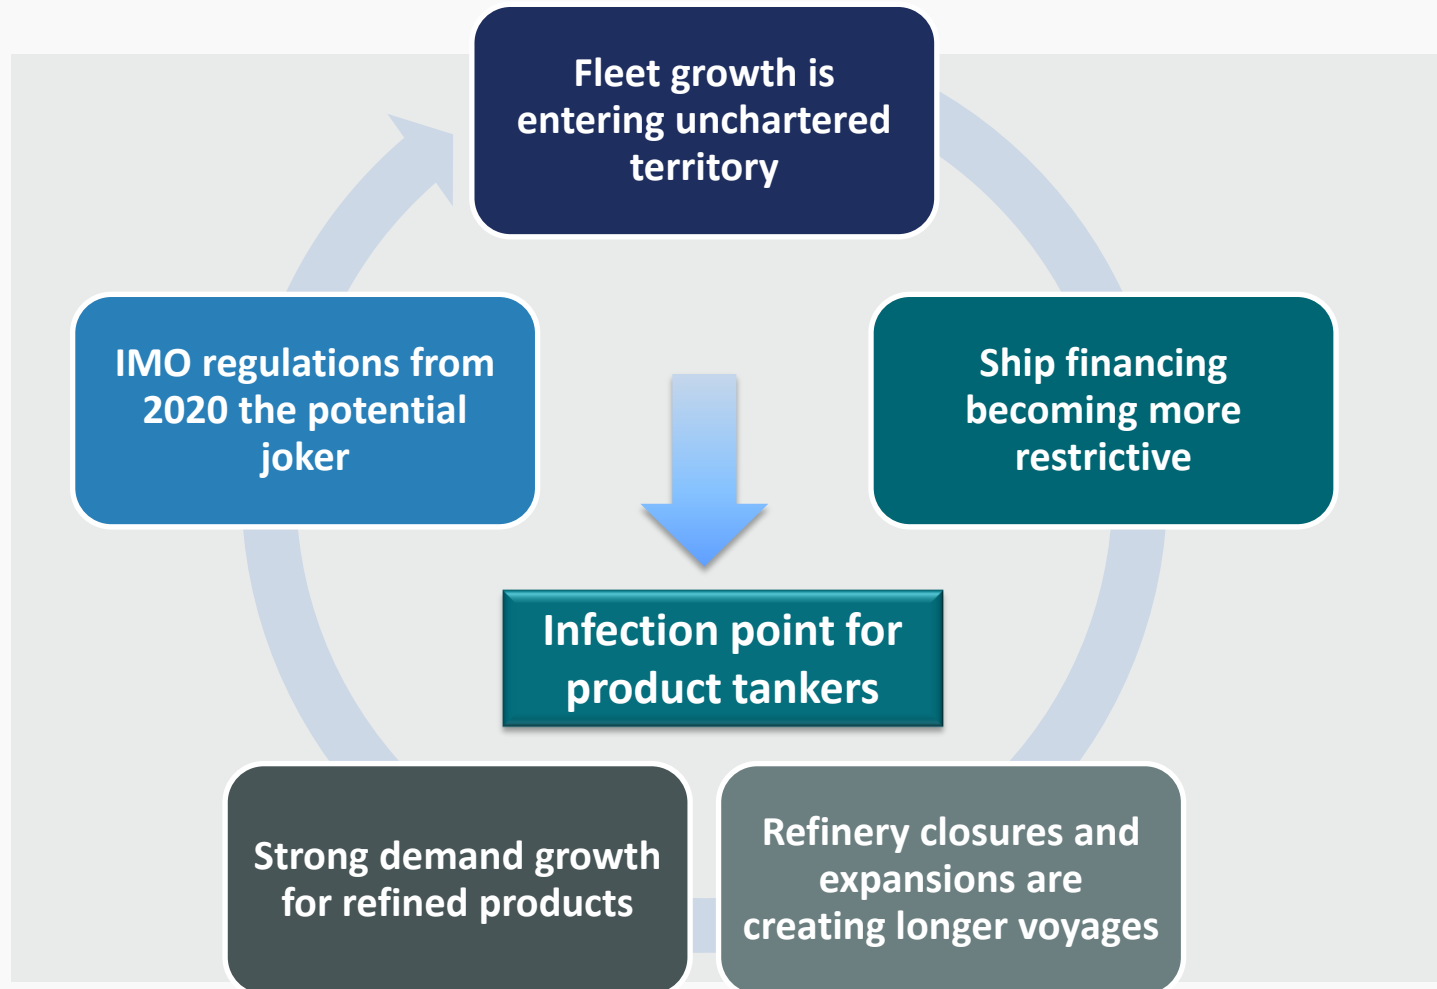 Fleet growth is
entering unchartered
territory
IMO regulations from
2020 the potential
joker
Ship financing
becoming more
restrictive
Infection point for
product tankers
Strong demand growth
for refined products
Refinery closures and
expansions are
creating longer voyages